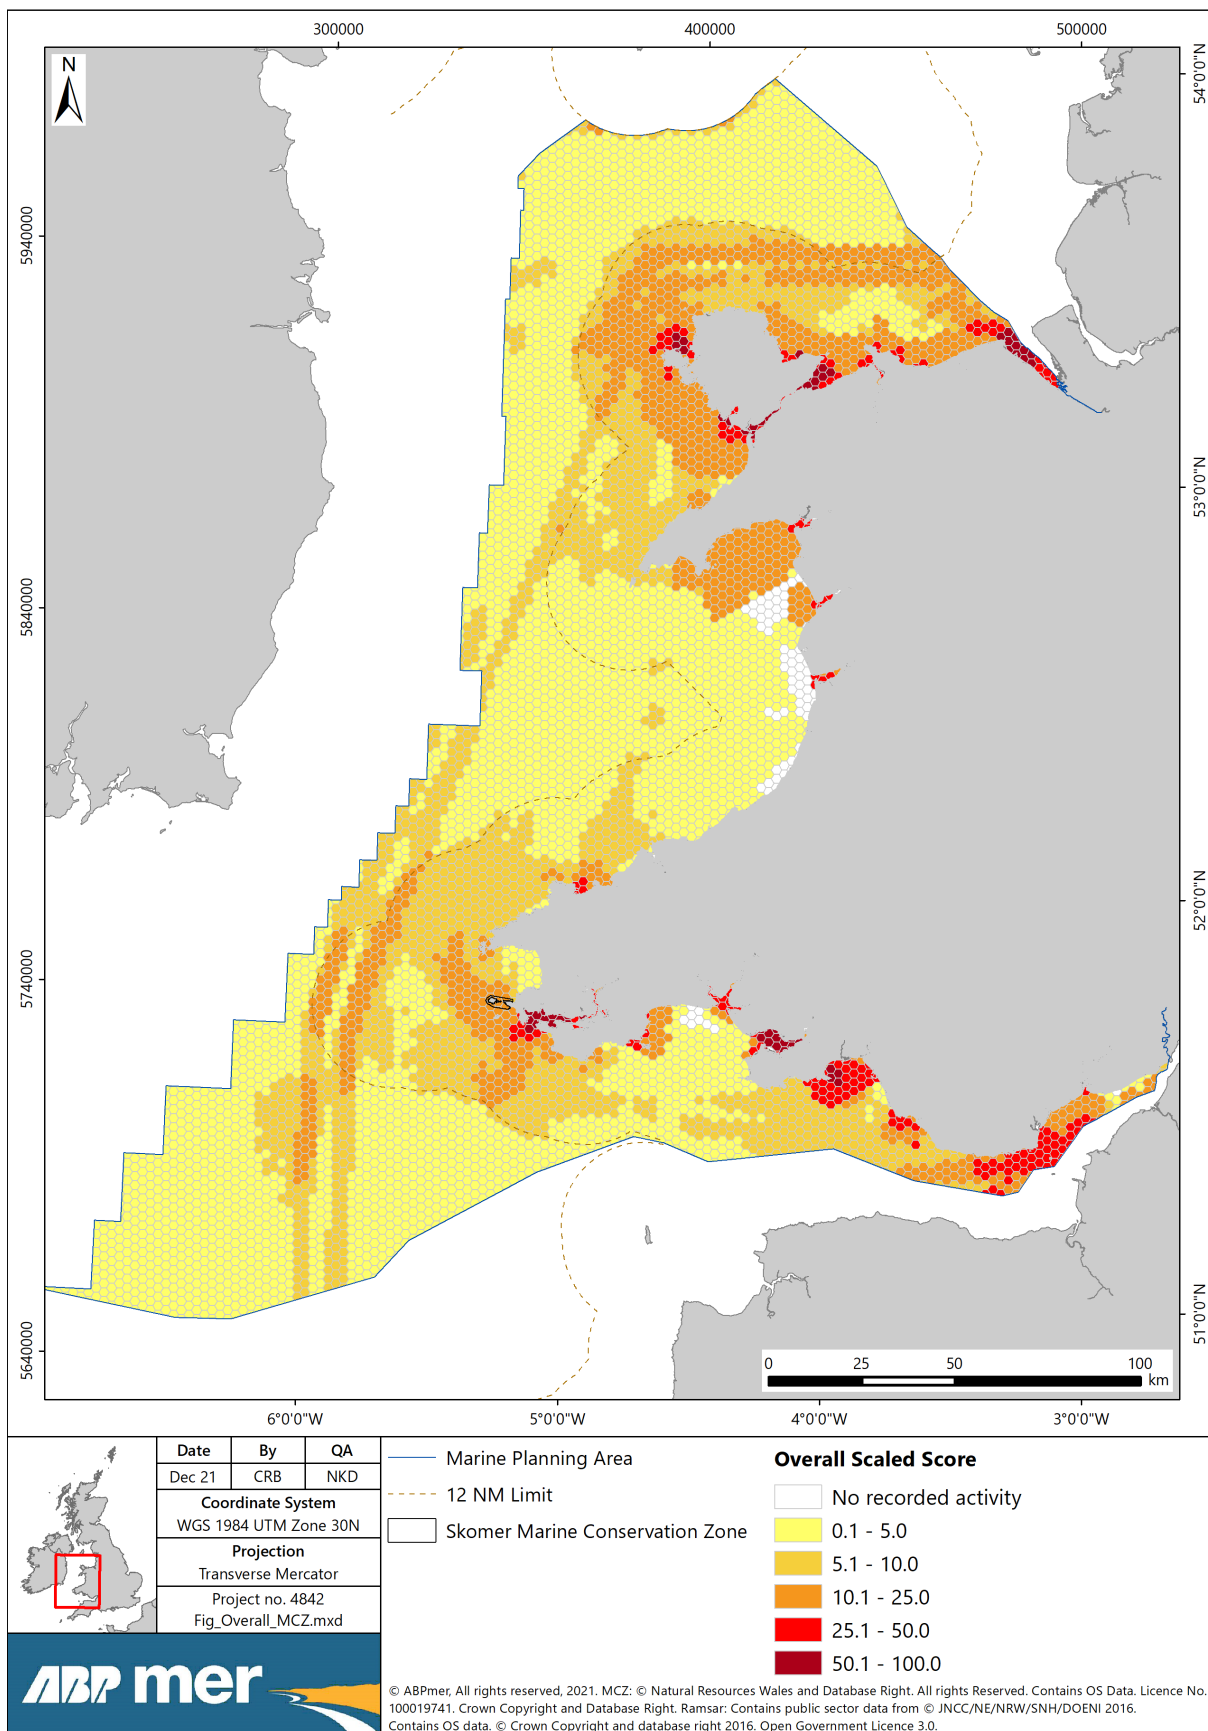 300000
400000
500000
N
54°0'0"N
5940000
53°0'0"N
5840000
52°0'0"N
5740000
51°0'0"N
5640000
0 25 50 100
km
6°0'0"W
5°0'0"W
4°0'0"W
3°0'0"W
Date By QA
Dec 21 CRB NKD
Coordinate System
WGS 1984 UTM Zone 30N
Projection
Transverse Mercator
Project no. 4842
Fig_Overall_MCZ.mxd
ABPmer
Marine Planning Area
12 NM Limit
Skomer Marine Conservation Zone
Overall Scaled Score
No recorded activity
0.1 - 5.0
5.1 - 10.0
10.1 - 25.0
25.1 - 50.0
50.1 - 100.0
© ABPmer, All rights reserved, 2021. MCZ: © Natural Resources Wales and Database Right. All rights Reserved. Contains OS Data. Licence No.
100019741. Crown Copyright and Database Right. Ramsar: Contains public sector data from © JNCC/NE/NRW/SNH/DOENI 2016.
Contains OS data. © Crown Copyright and database right 2016. Open Government Licence 3.0.